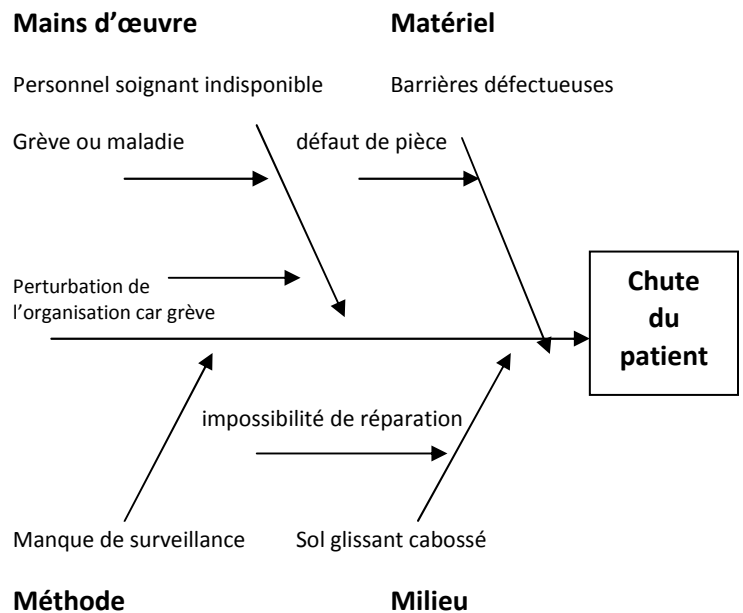 Mains d'œuvre
Matériel
Personnel soignant indisponible
Barrières défectueuses
Grève ou maladie
défaut de pièce
Perturbation de
l'organisation car grève
Chute
du
patient
impossibilité de réparation
Manque de surveillance
Sol glissant cabossé
Méthode
Milieu